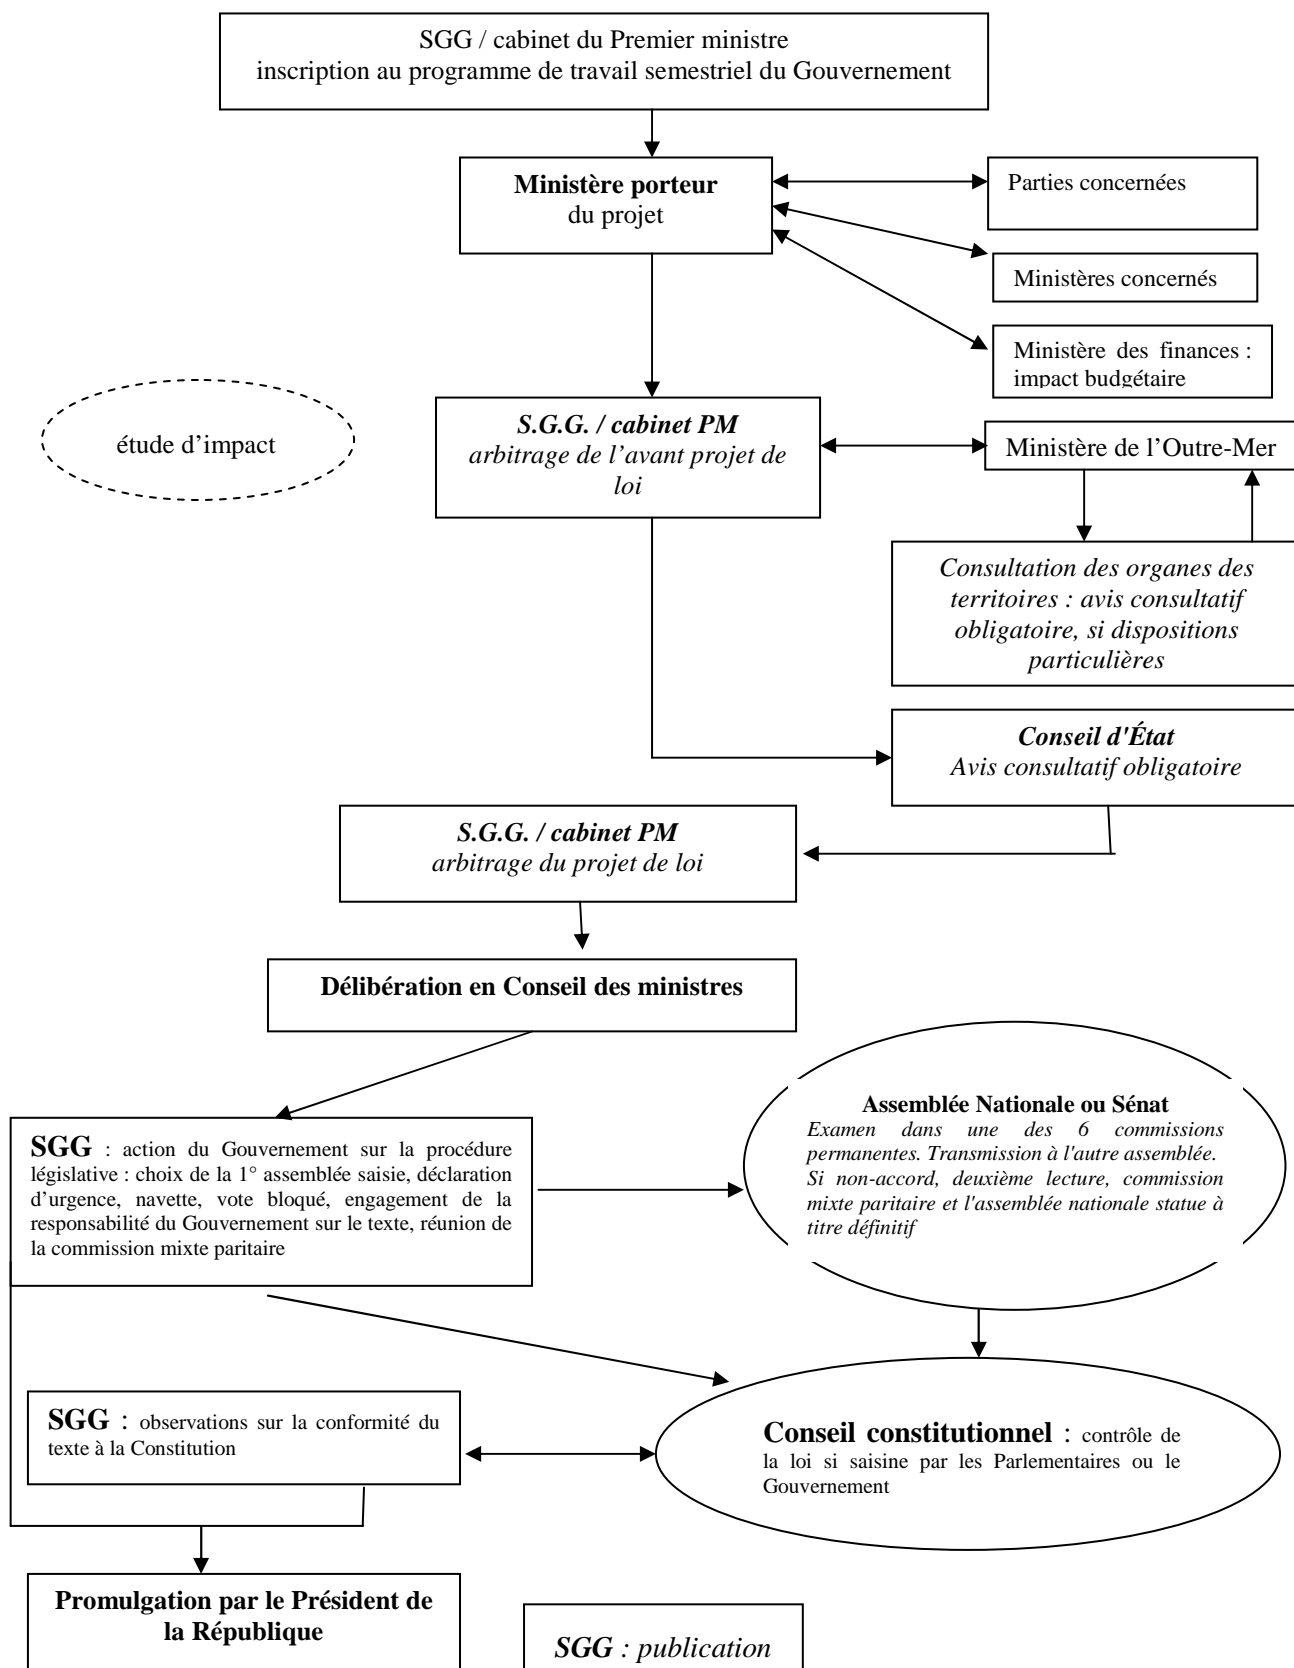 SGG / cabinet du Premier ministre
inscription au programme de travail semestriel du Gouvernement
Ministère porteur
du projet
Parties concernées
Ministères concernés
Ministère des finances :
impact budgétaire
étude d'impact
S.G.G. / cabinet PM
arbitrage de l'avant projet de
loi
Ministère de l'Outre-Mer
Consultation des organes des
territoires : avis consultatif
obligatoire, si dispositions
particulières
Conseil d'État
Avis consultatif obligatoire
S.G.G. / cabinet PM
arbitrage du projet de loi
Délibération en Conseil des ministres
SGG : action du Gouvernement sur la procédure
législative : choix de la 1° assemblée saisie, déclaration
d'urgence, navette, vote bloqué, engagement de la
responsabilité du Gouvernement sur le texte, réunion de
la commission mixte paritaire
Assemblée Nationale ou Sénat
Examen dans une des 6 commissions
permanentes. Transmission à l'autre assemblée.
Si non-accord, deuxième lecture, commission
mixte paritaire et l'assemblée nationale statue à
titre définitif
SGG : observations sur la conformité du
texte à la Constitution
Conseil constitutionnel : contrôle de
la loi si saisine par les Parlementaires ou le
Gouvernement
Promulgation par le Président de
la République
SGG : publication